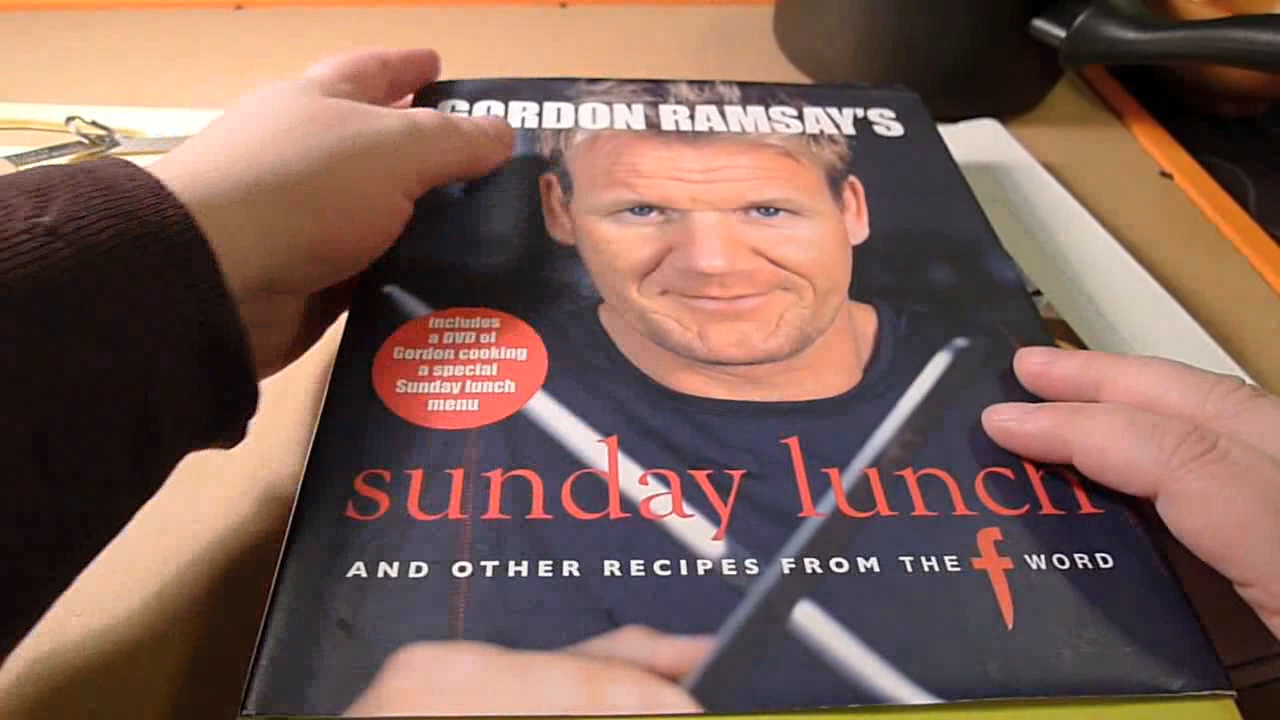 GORDON RAMSAY'S
includes
a DVD of
Gordon cooking
a special
Sunday lunch
menu
sunday lunch
AND OTHER RECIPES FROM THE f WORD